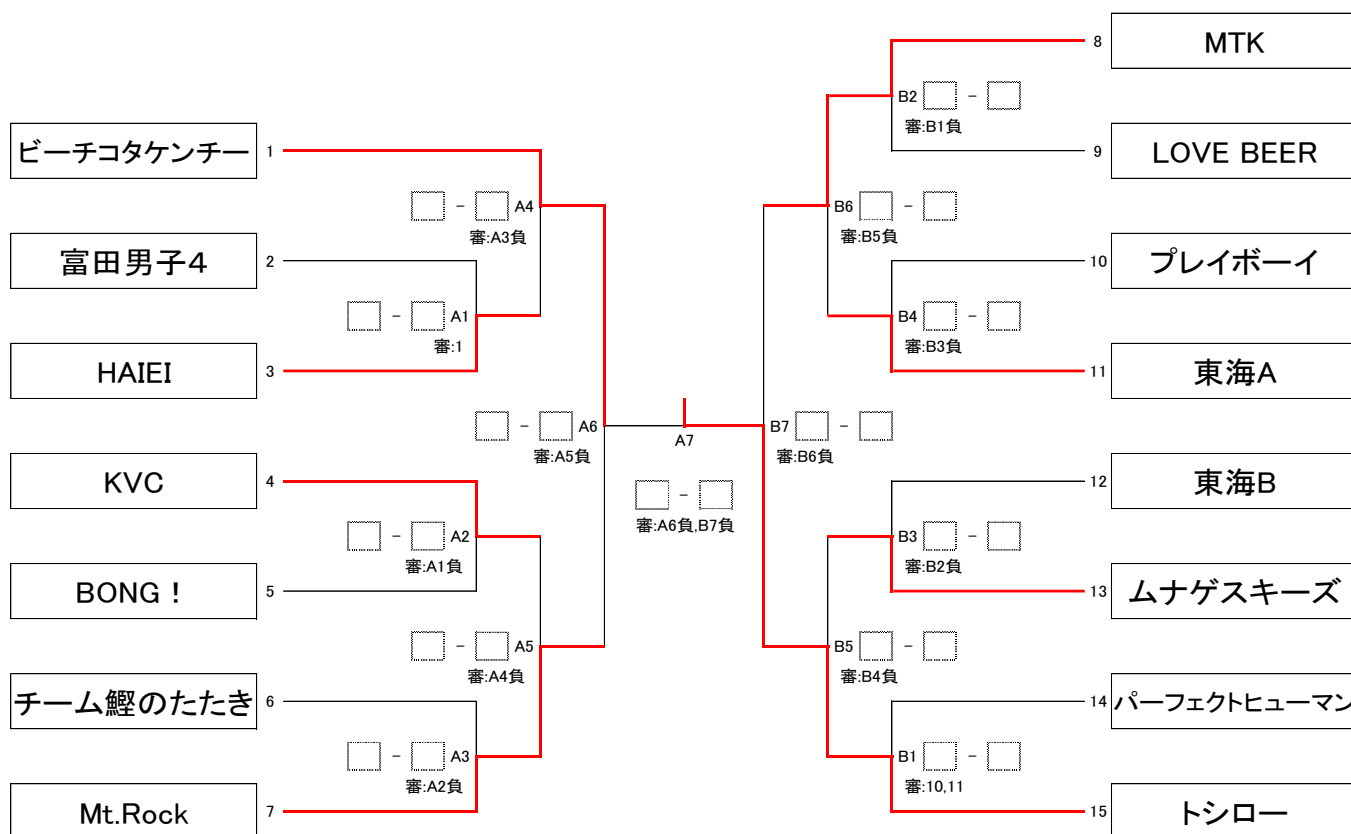 ビーチコタケンチー 1
- A4
審:A3負
富田男子4 2
- A1
審:1
HAIEI 3
- A6
審:A5負
KVC 4
- A2
審:A1負
BONG! 5
- A5
審:A4負
チーム鰹のたたき 6
- A3
審:A2負
Mt.Rock 7
A7
-
審:A6負,B7負
8 MTK
B2 -
審:B1負
9 LOVE BEER
B6 -
審:B5負
10 プレイボーイ
B4 -
審:B3負
11 東海A
B7 -
審:B6負
12 東海B
B3 -
審:B2負
13 ムナゲスキーズ
B5 -
審:B4負
14 パーフェクトヒューマン
B1 -
審:10,11
15 トシロー